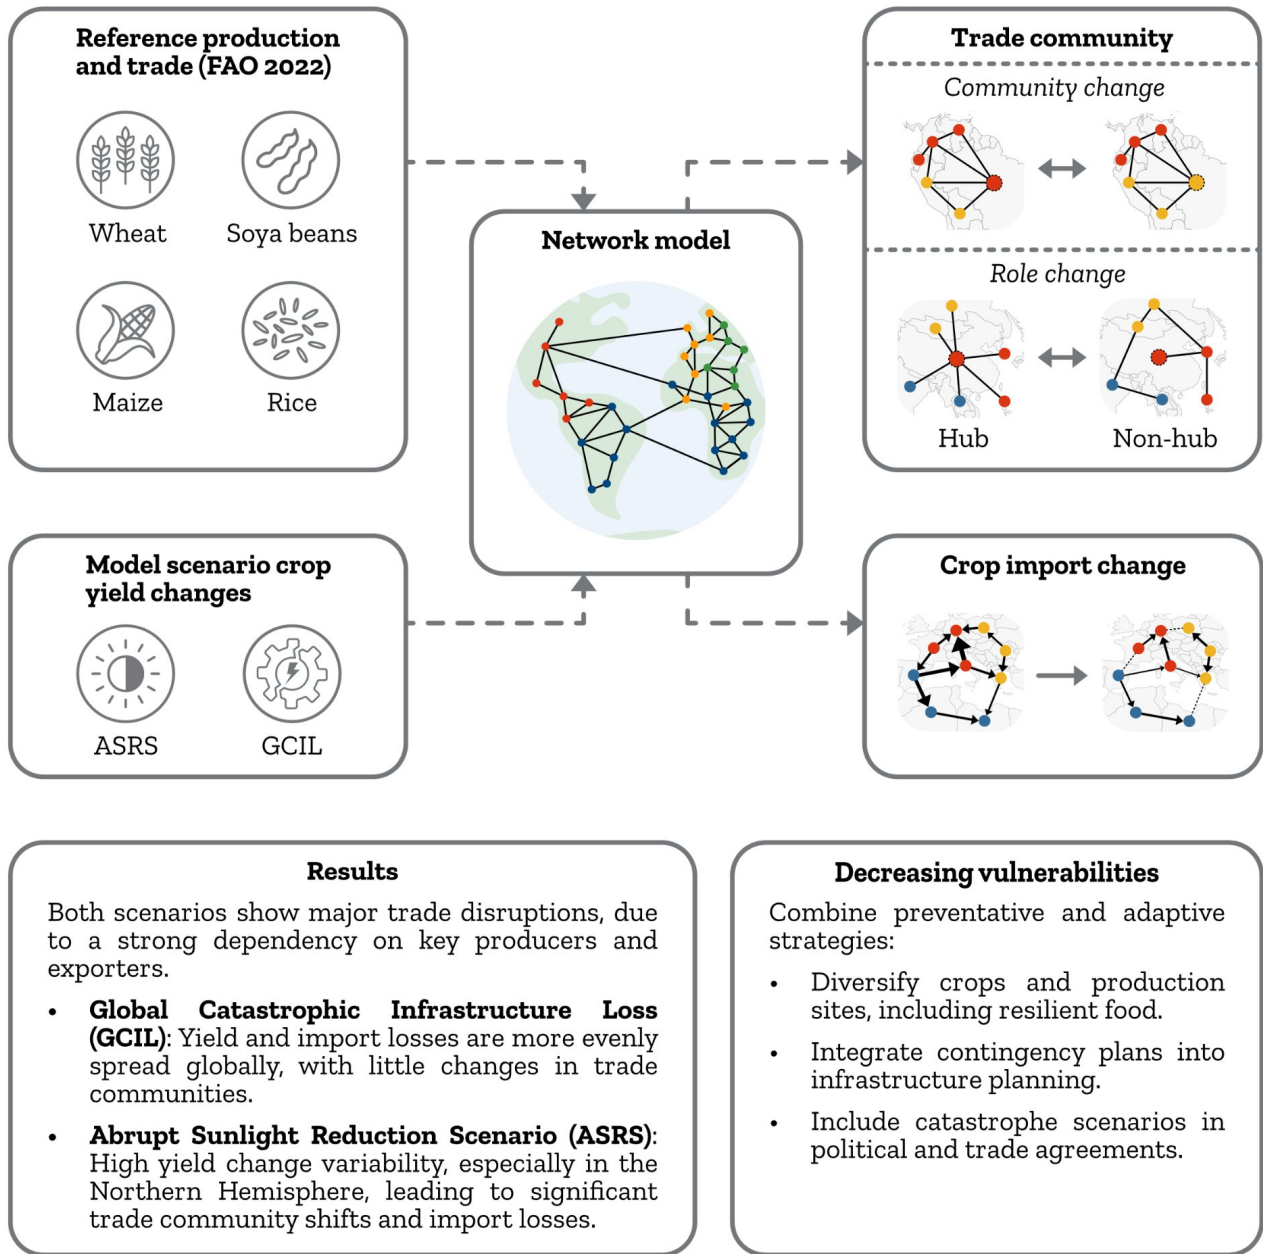 Reference production
and trade (FAO 2022)
Wheat
Soya beans
Maize
Rice
Model scenario crop
yield changes
ASRS
GCIL
Network model
Trade community
Community change
Role change
Hub
Non-hub
Crop import change
Results
Both scenarios show major trade disruptions, due
to a strong dependency on key producers and
exporters.
• Global Catastrophic Infrastructure Loss
(GCIL): Yield and import losses are more evenly
spread globally, with little changes in trade
communities.
• Abrupt Sunlight Reduction Scenario (ASRS):
High yield change variability, especially in the
Northern Hemisphere, leading to significant
trade community shifts and import losses.
Decreasing vulnerabilities
Combine preventative and adaptive
strategies:
• Diversify crops and production
sites, including resilient food.
• Integrate contingency plans into
infrastructure planning.
• Include catastrophe scenarios in
political and trade agreements.